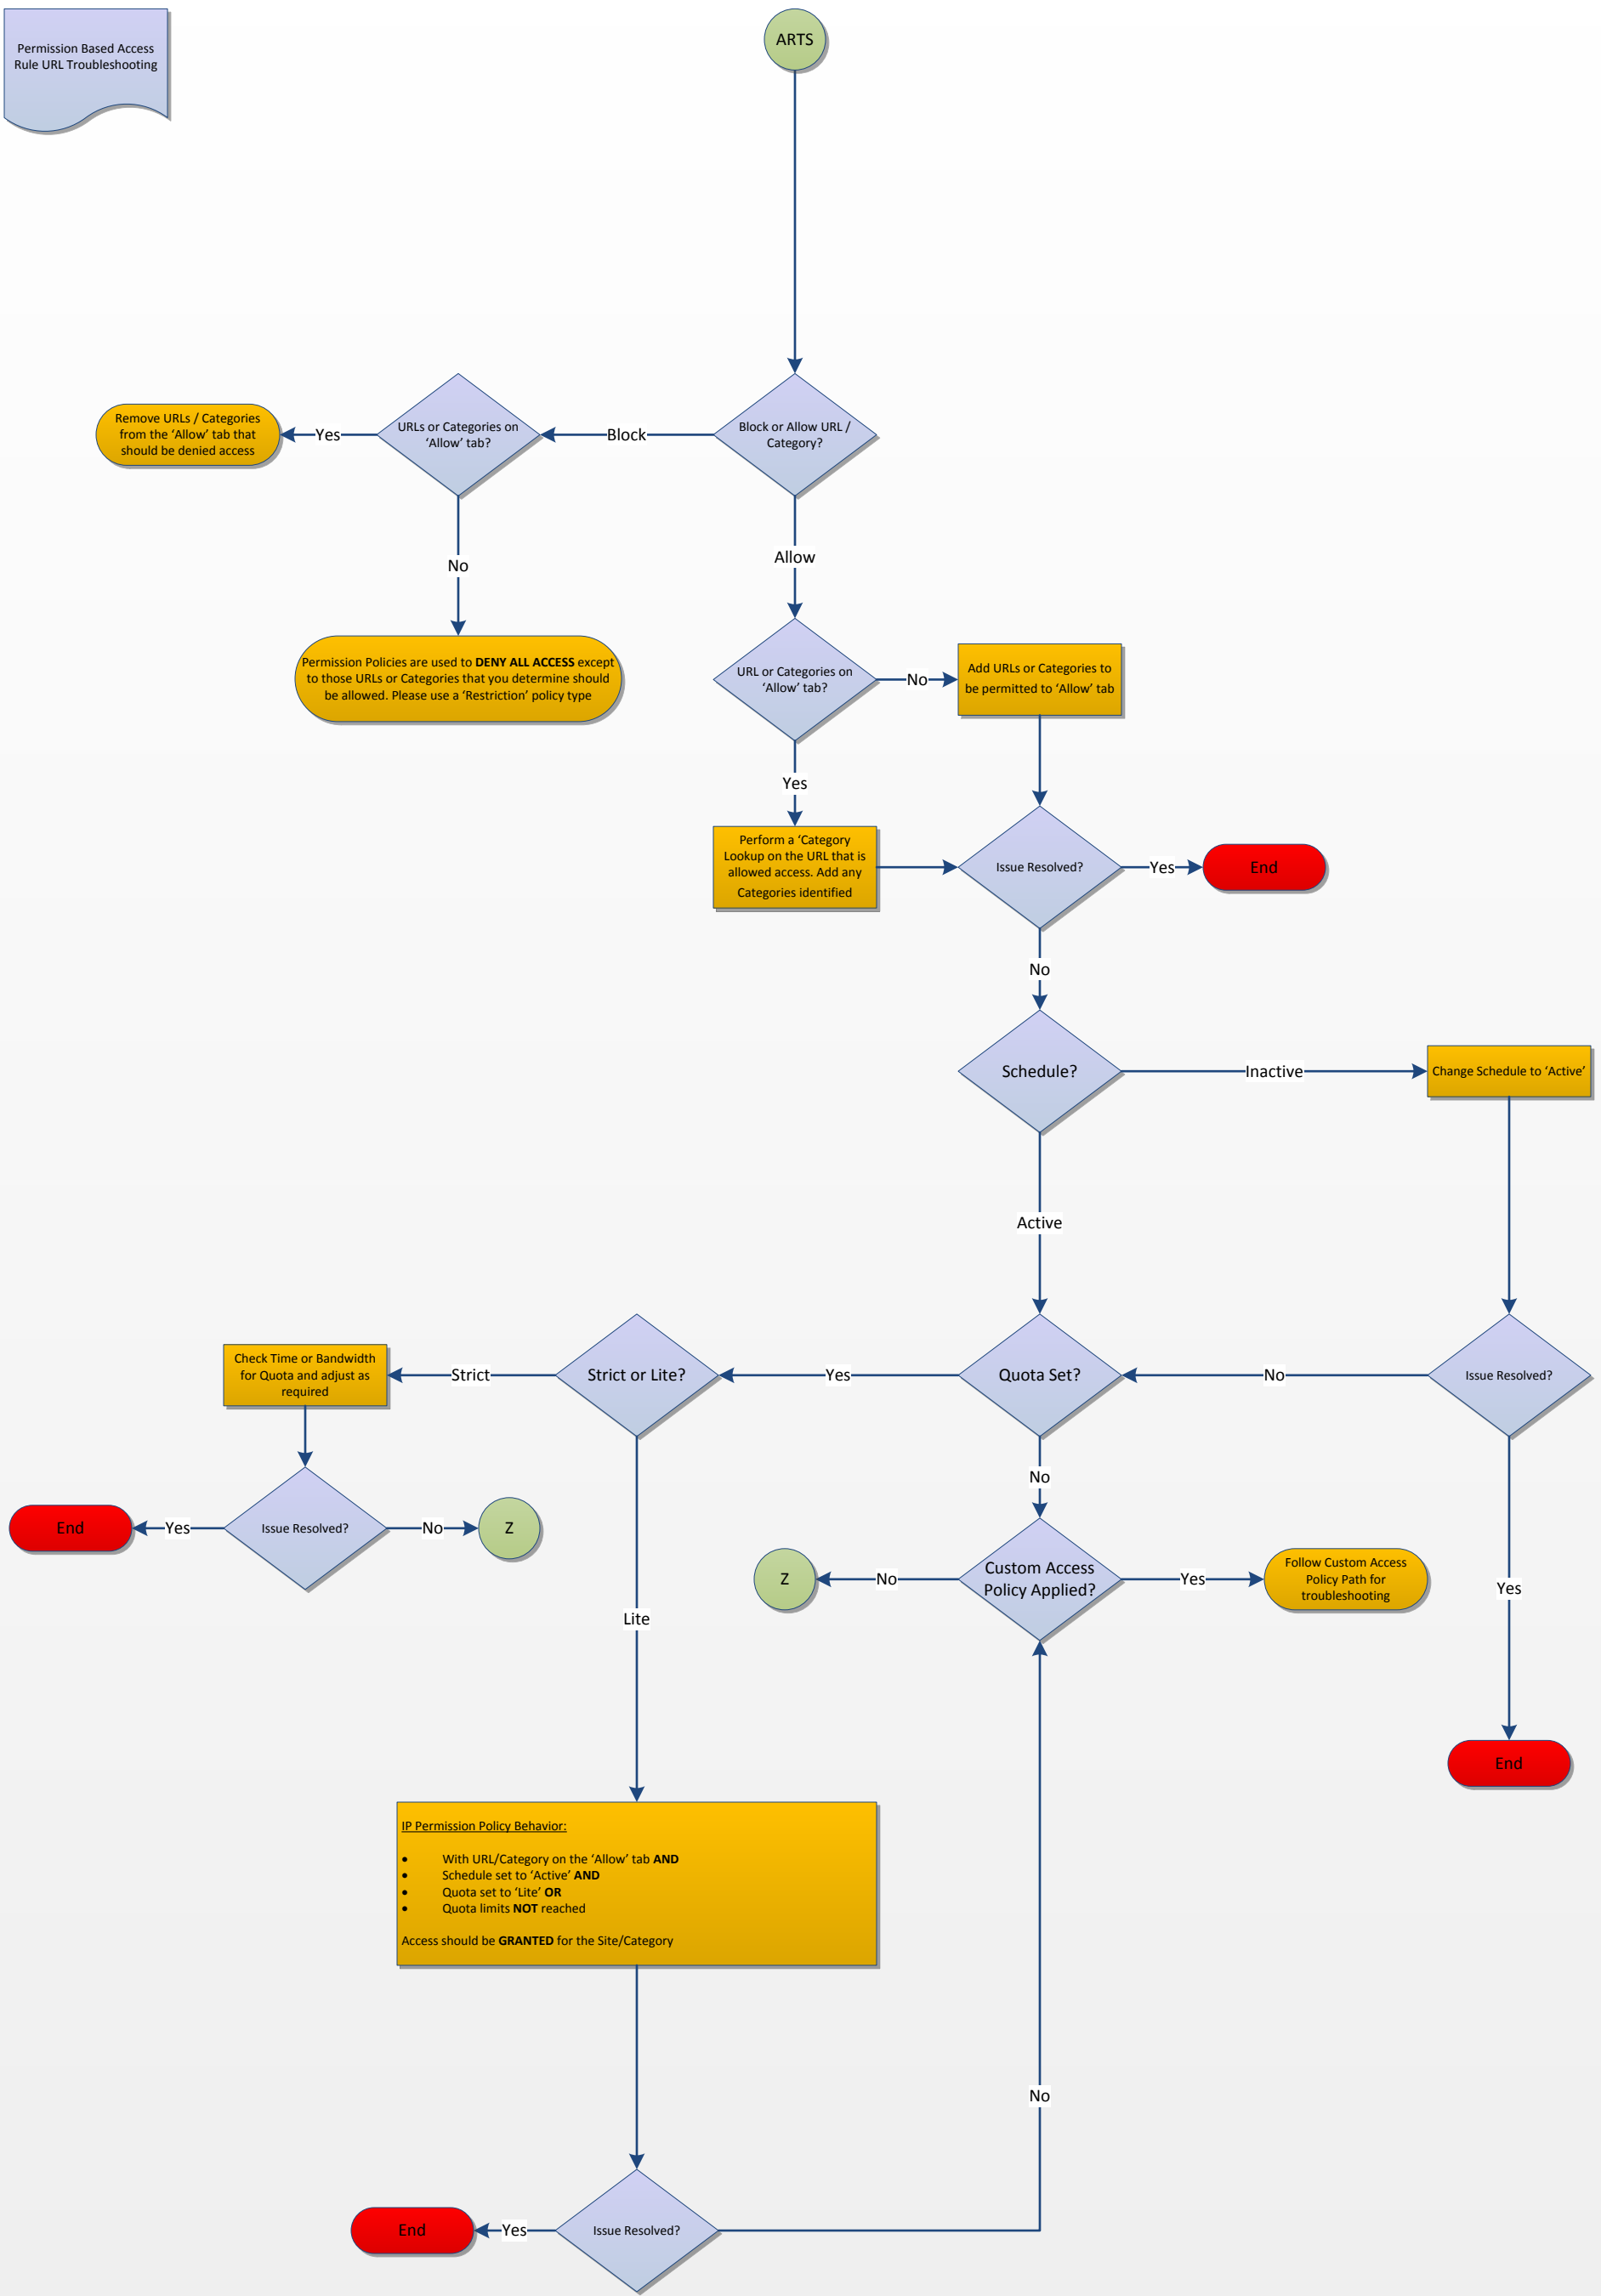 Permission Based Access
Rule URL Troubleshooting
ARTS
Remove URLs / Categories
from the ‘Allow’ tab that
should be denied access
Yes
URLs or Categories on
‘Allow’ tab?
Block
Block or Allow URL /
Category?
No
Allow
Permission Policies are used to DENY ALL ACCESS except
to those URLs or Categories that you determine should
be allowed. Please use a ‘Restriction’ policy type
URL or Categories on
‘Allow’ tab?
No
Add URLs or Categories to
be permitted to ‘Allow’ tab
Yes
Perform a ‘Category
Lookup on the URL that is
allowed access. Add any
Categories identified
Issue Resolved?
Yes
End
No
Schedule?
Inactive
Change Schedule to ‘Active’
Active
Check Time or Bandwidth
for Quota and adjust as
required
Strict
Strict or Lite?
Yes
Quota Set?
No
Issue Resolved?
No
End
Yes
Issue Resolved?
No
Z
Z
No
Custom Access
Policy Applied?
Yes
Follow Custom Access
Policy Path for
troubleshooting
Yes
Lite
End
IP Permission Policy Behavior:
• With URL/Category on the ‘Allow’ tab AND
• Schedule set to ‘Active’ AND
• Quota set to ‘Lite’ OR
• Quota limits NOT reached
Access should be GRANTED for the Site/Category
No
End
Yes
Issue Resolved?